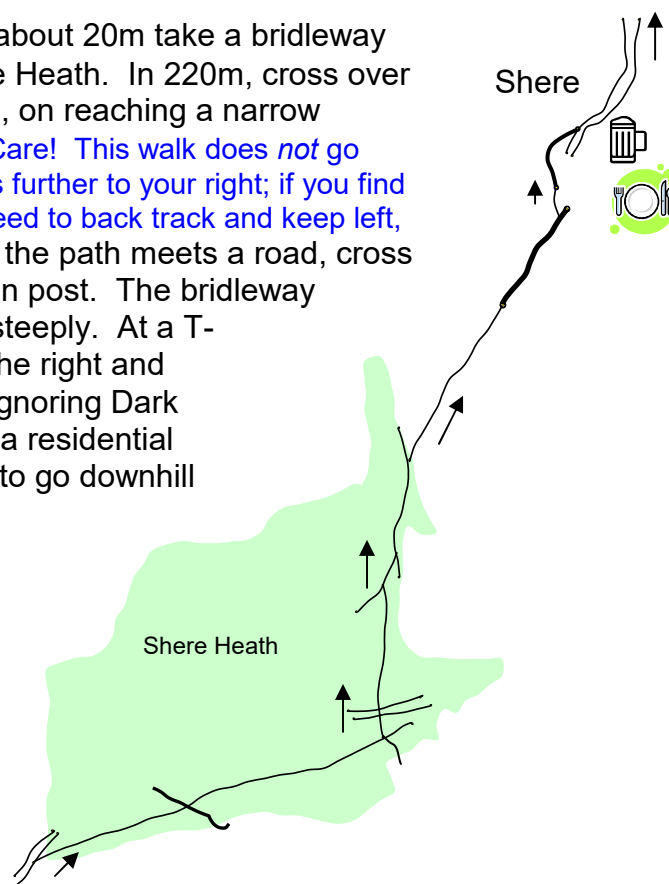 about 20m take a bridleway
e Heath. In 220m, cross over
, on reaching a narrow
Care! This walk does not go
s further to your right; if you find
eed to back track and keep left,
the path meets a road, cross
n post. The bridleway
steeply. At a T-
he right and
gnoring Dark
a residential
to go downhill
Shere
Shere Heath